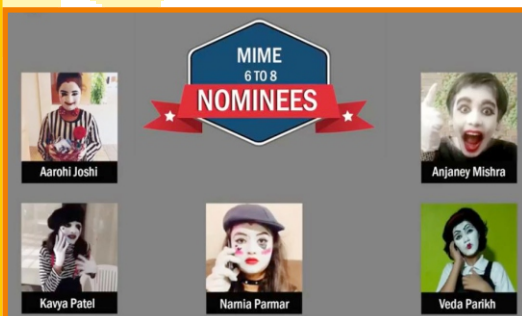 MIME
6 TO 8
NOMINEES
Aarohi Joshi
Anjaney Mishra
Kavya Patel
Namia Parmar
Veda Parikh